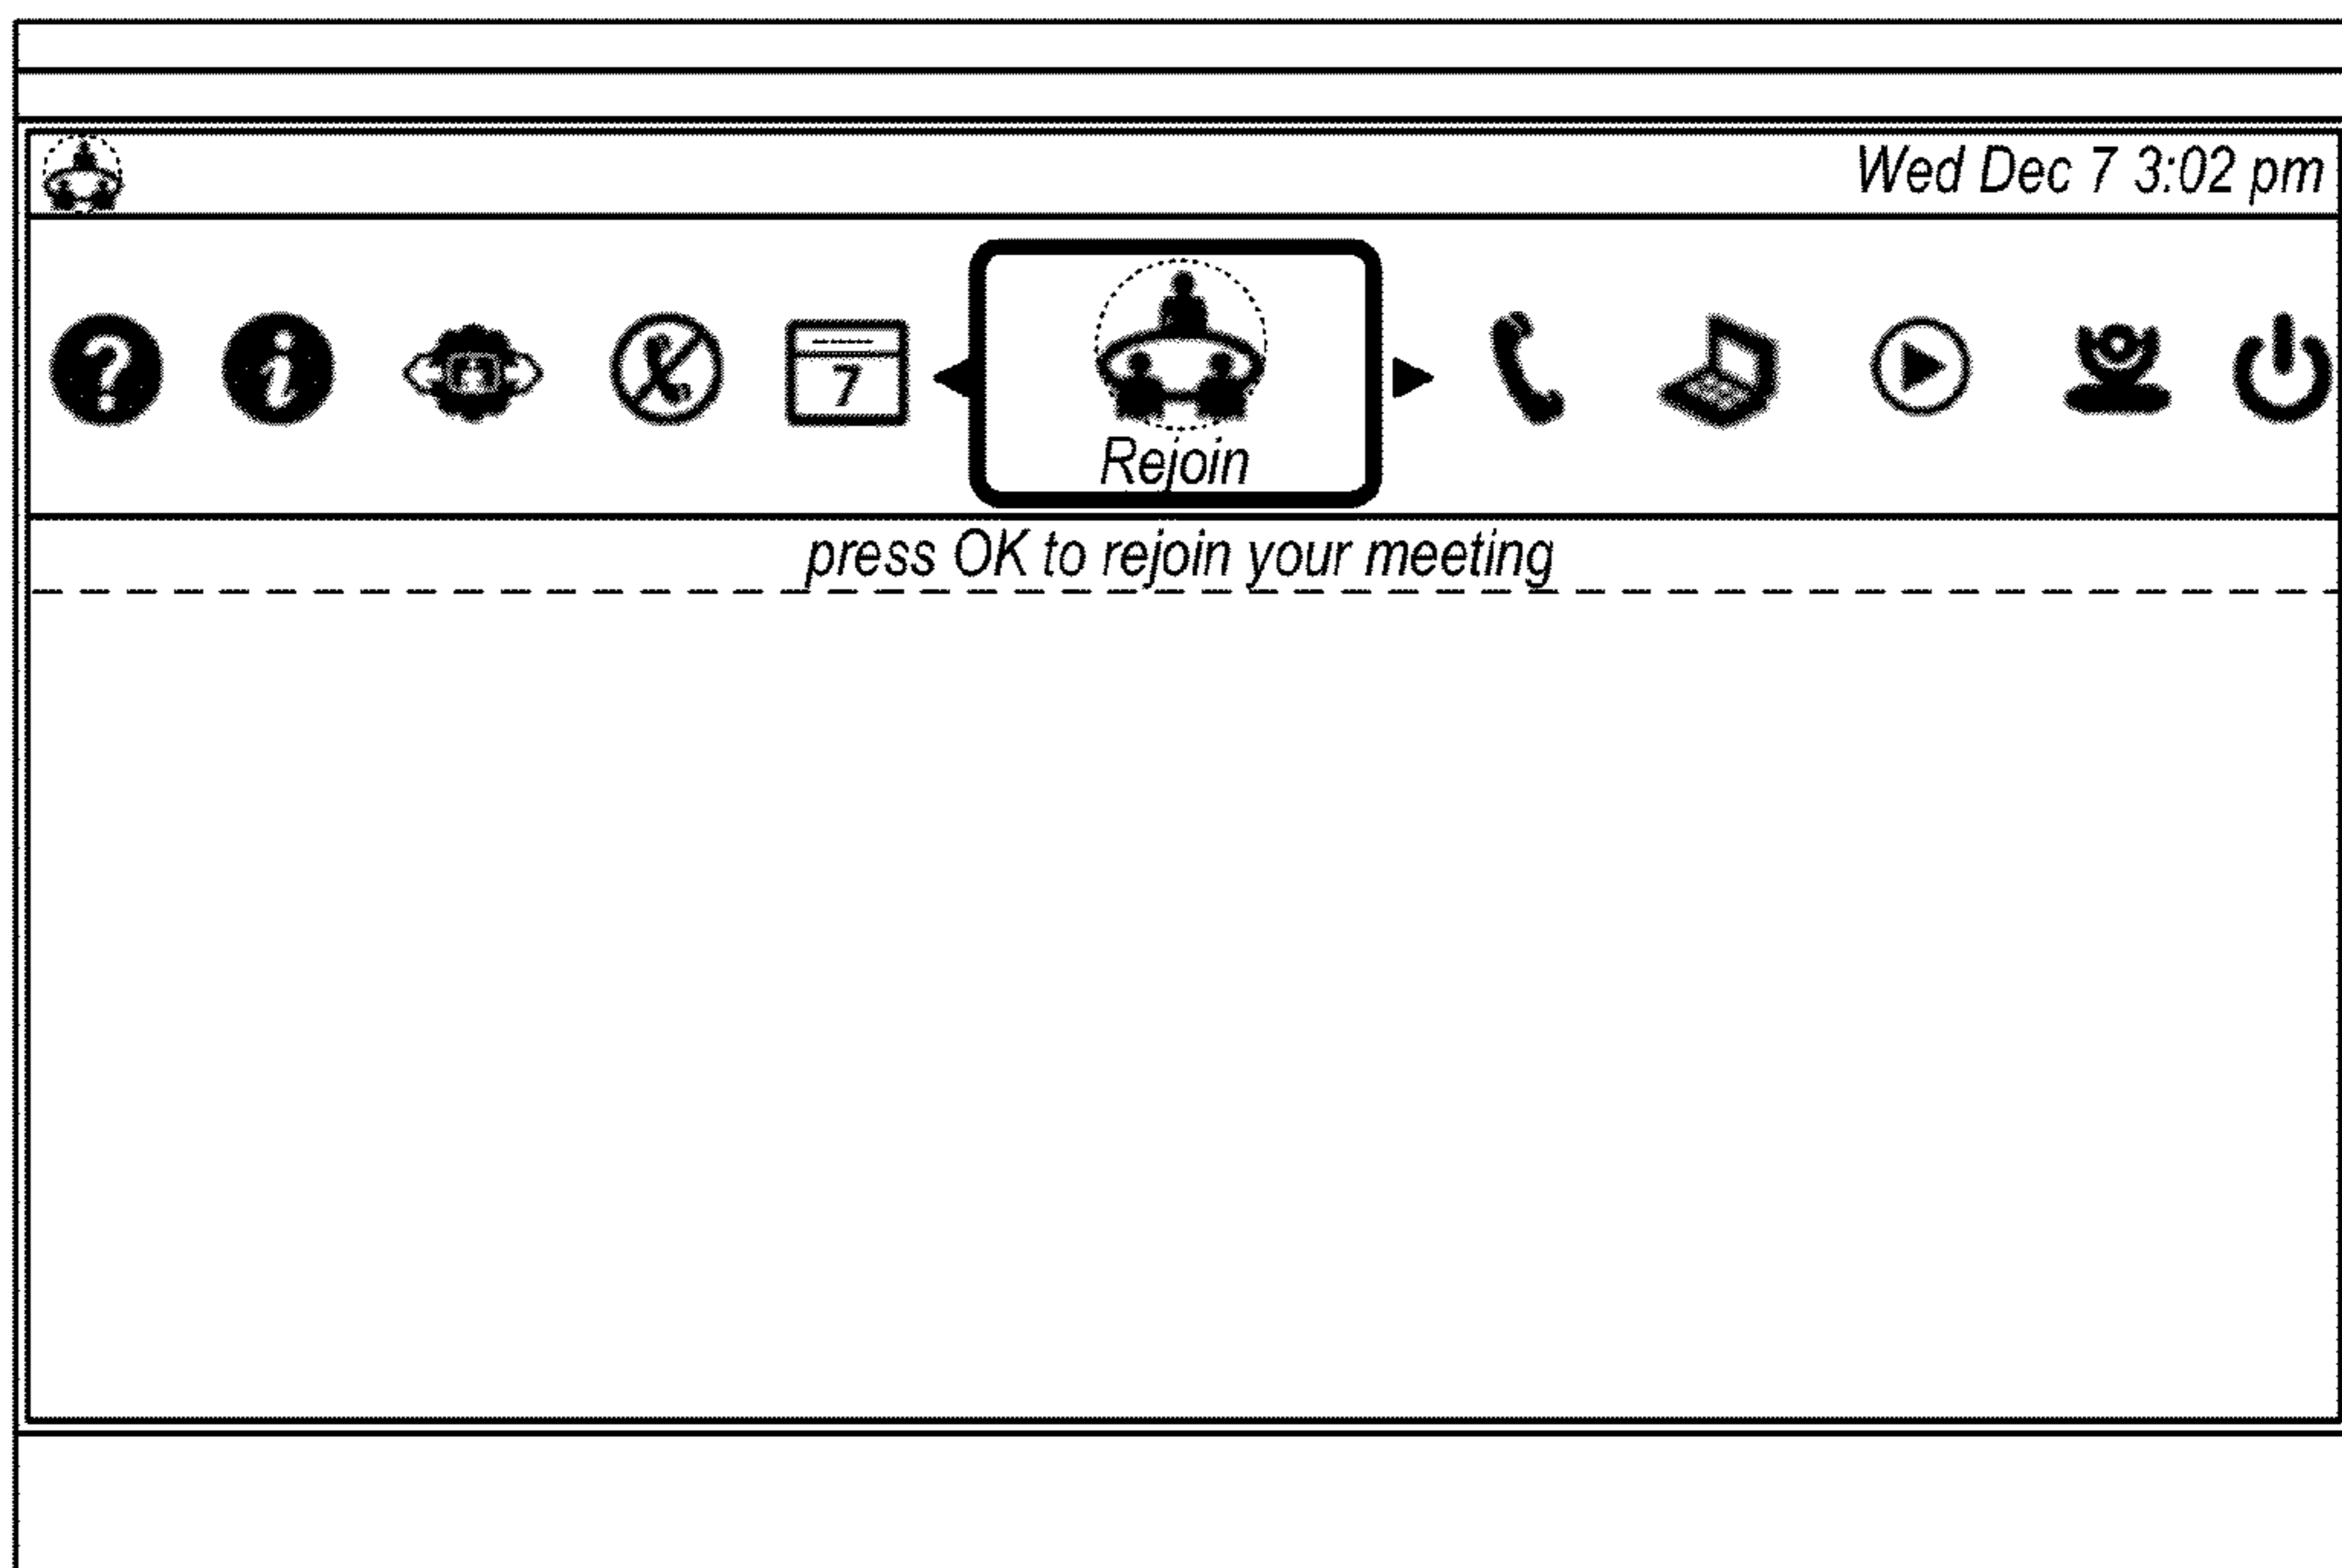 Wed Dec 7 3:02 pm
? i 7
Rejoin
press OK to rejoin your meeting